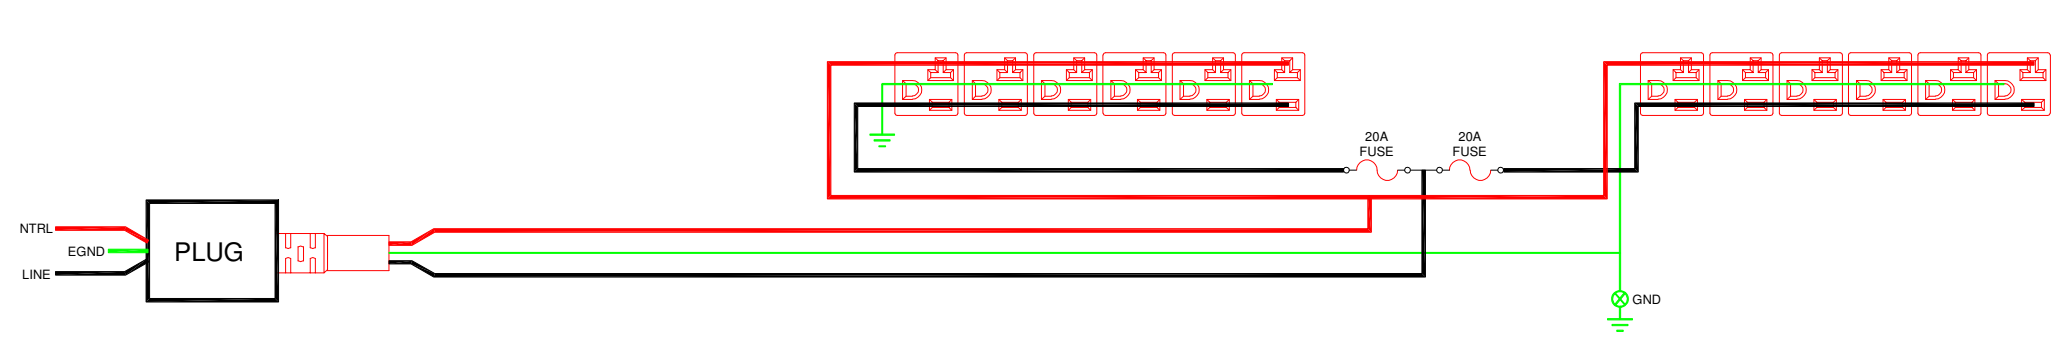 20A
FUSE
20A
FUSE
NTRL
EGND
LINE
PLUG
GND